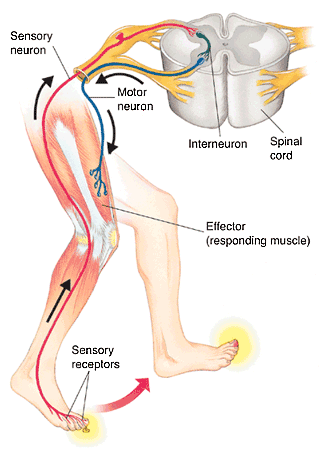 Sensory
neuron
Motor
neuron
Interneuron
Spinal
cord
Effector
(responding muscle)
Sensory
receptors